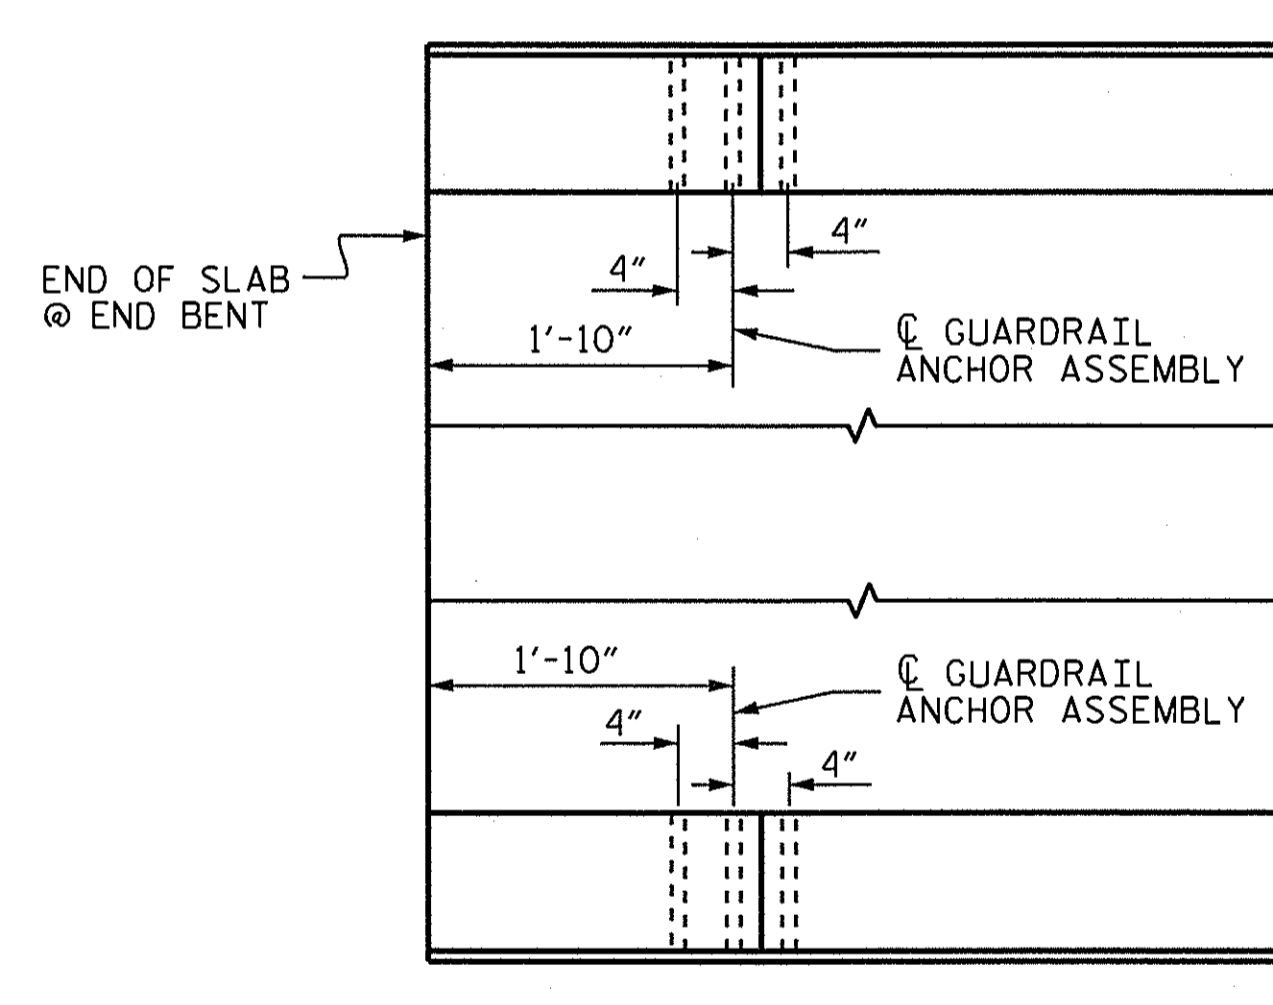 4"
4"
END OF SLAB
@ END BENT
1'-10"
℄ GUARDRAIL
ANCHOR ASSEMBLY
1'-10"
℄ GUARDRAIL
ANCHOR ASSEMBLY
4"
4"